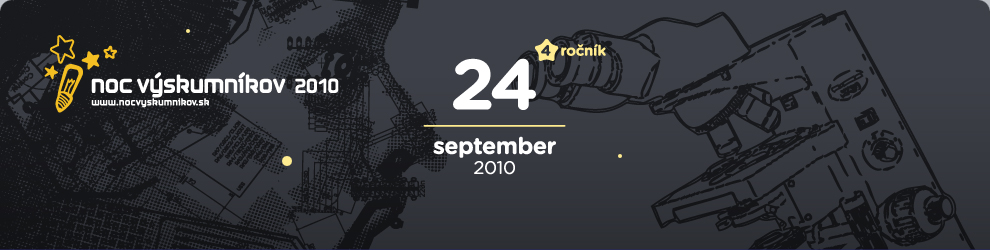 noc výskumníkov 2010
www.nocvyskumnikov.sk
4 ročník
24
september
2010